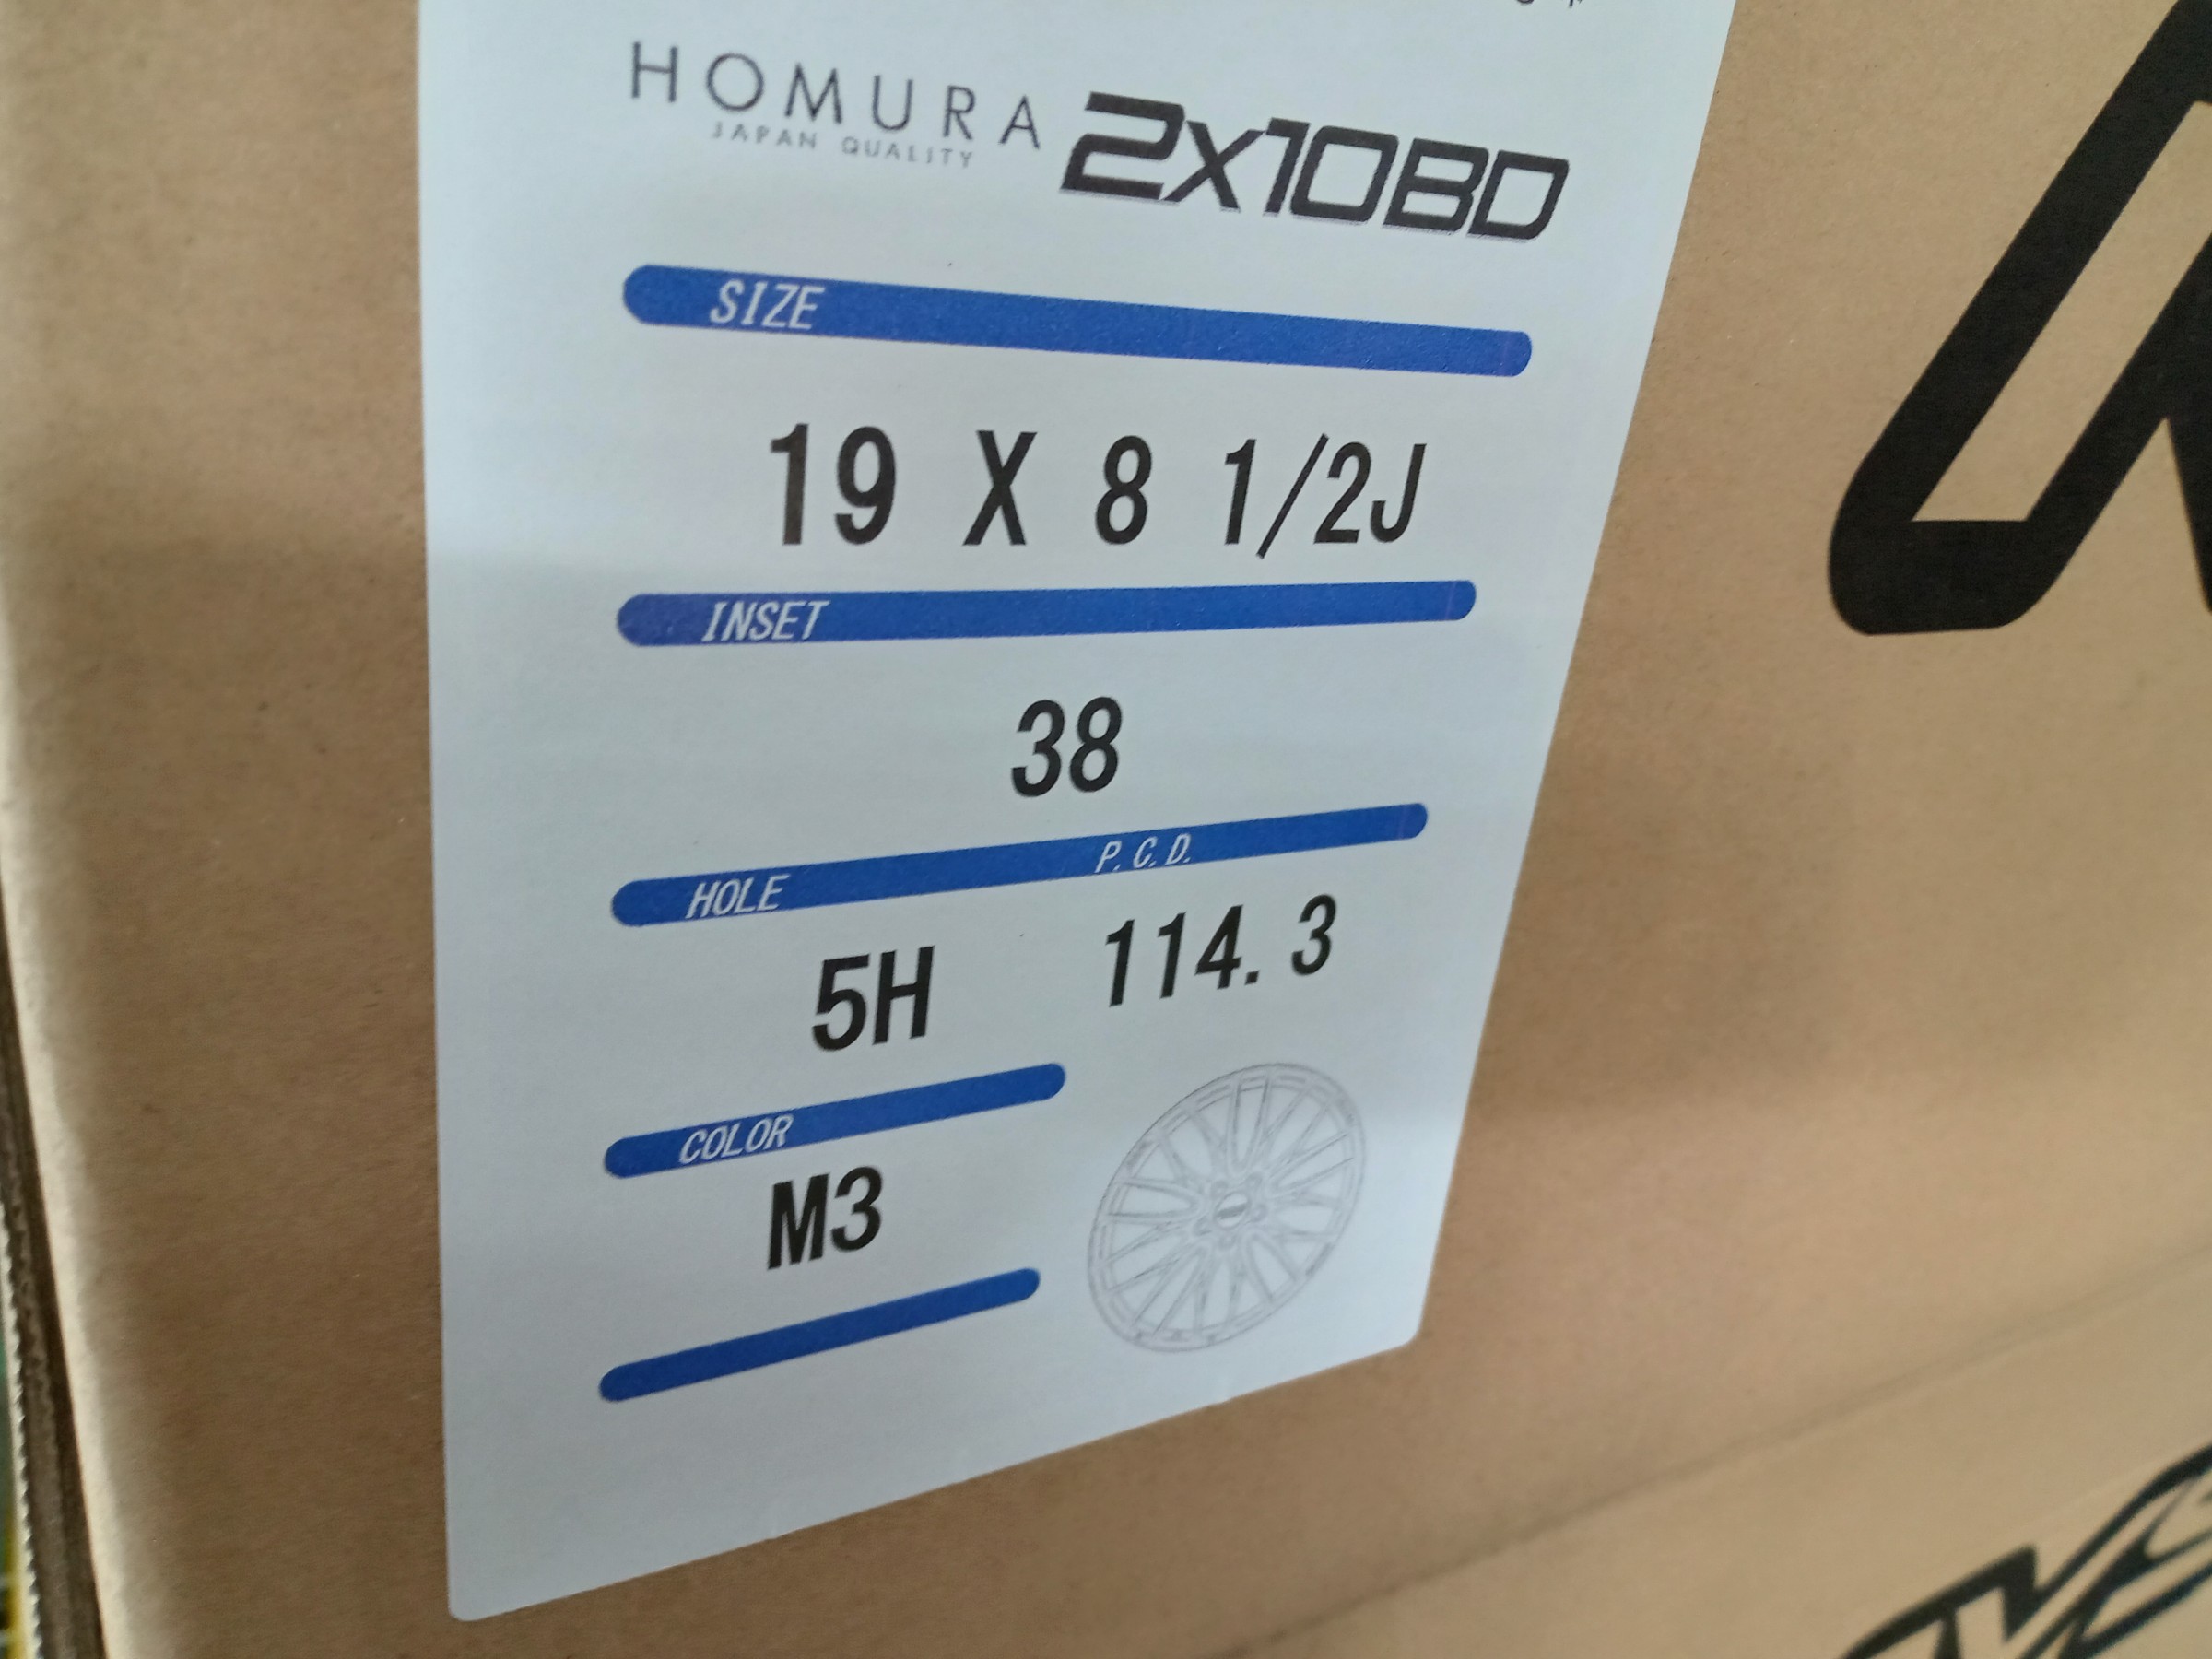 HOMURA 2x10BD
JAPAN QUALITY
SIZE
19 X 8 1/2J
INSET
38
HOLE P.C.D.
5H 114.3
COLOR
M3